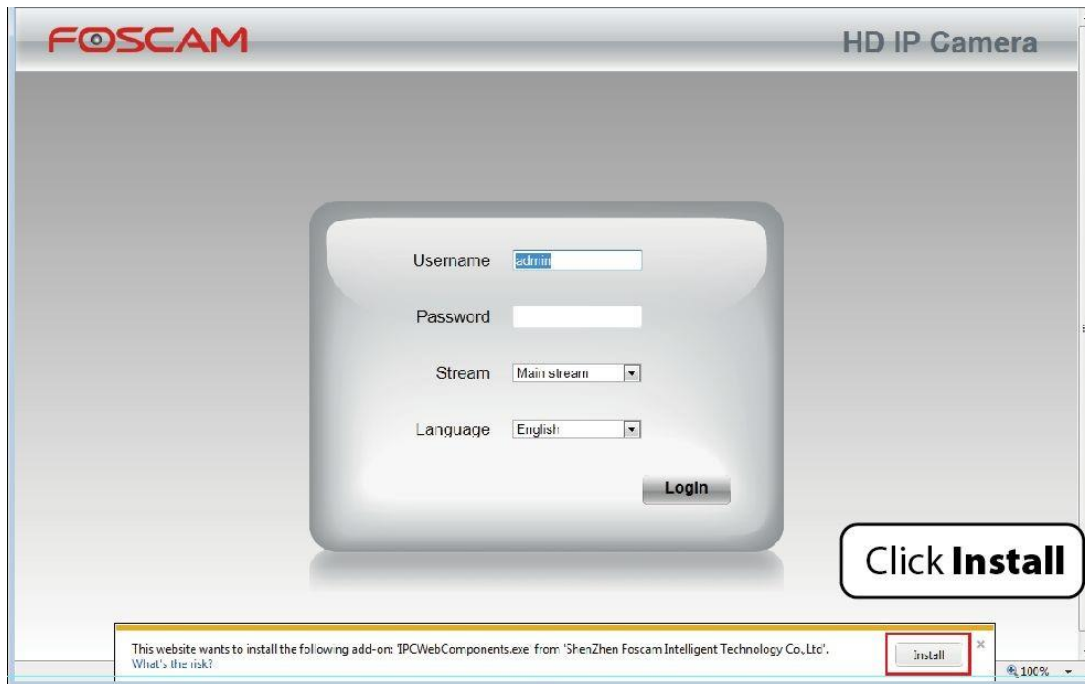 FOSCAM
HD IP Camera
Username admin
Password
Stream Main stream
Language English
Login
Click Install
This website wants to install the following add-on: 'IPCWebComponents.exe' from 'ShenZhen Foscam Intelligent Technology Co.,Ltd'.
What's the risk?
Install
×
100%